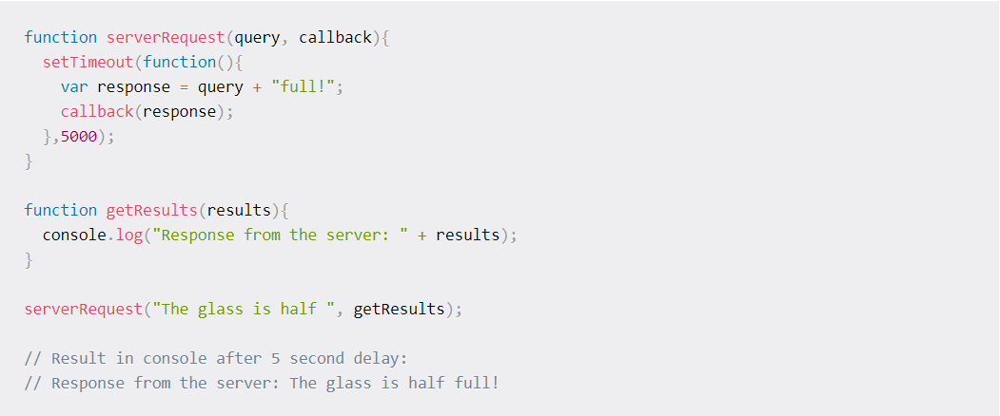 function serverRequest(query, callback){
  setTimeout(function(){
    var response = query + "full!";
    callback(response);
  },5000);
}

function getResults(results){
  console.log("Response from the server: " + results);
}

serverRequest("The glass is half ", getResults);

// Result in console after 5 second delay:
// Response from the server: The glass is half full!